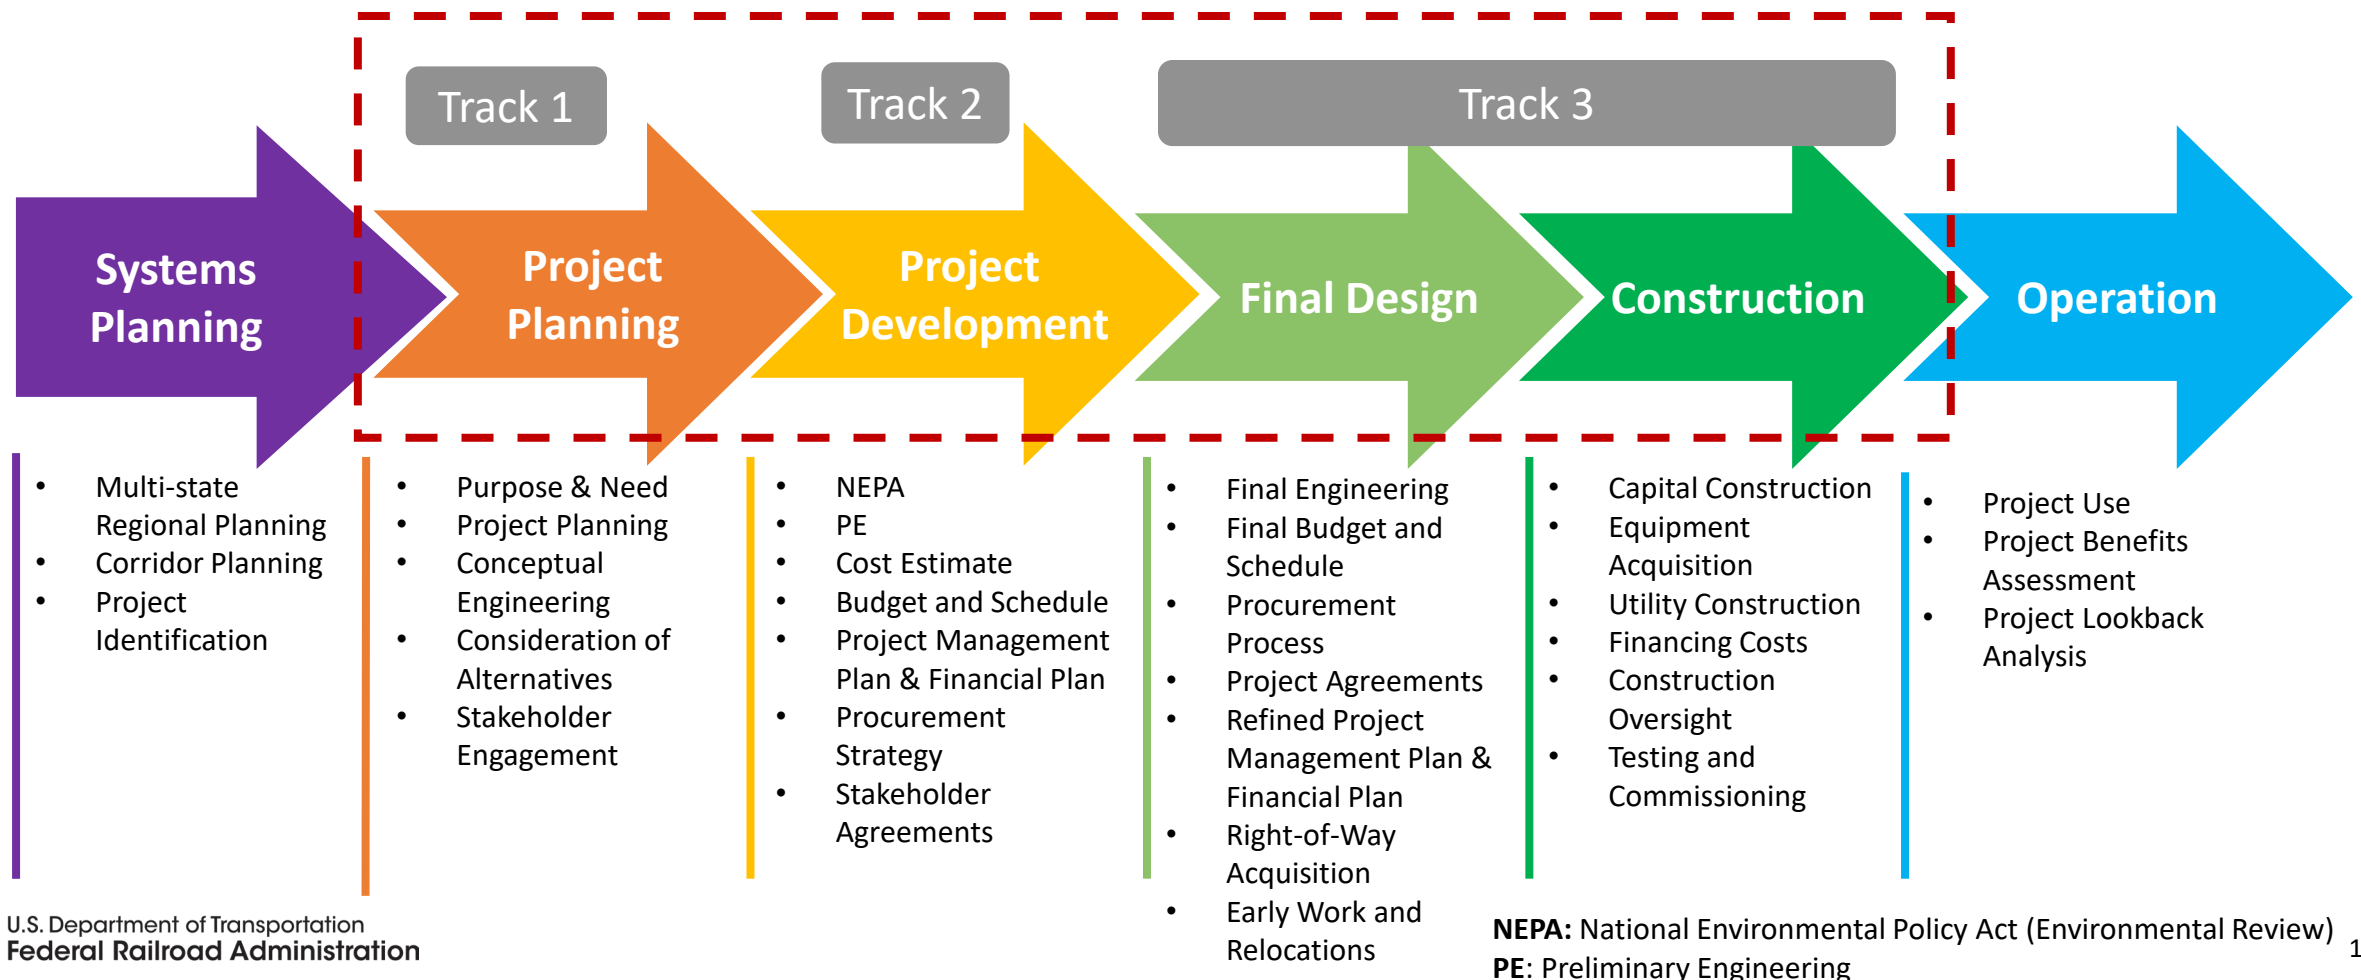 Track 1
Track 2
Track 3
Systems
Planning
Project
Planning
Project
Development
Final Design
Construction
Operation
• Multi-state
Regional Planning
• Corridor Planning
• Project
Identification
• Purpose & Need
• Project Planning
• Conceptual
Engineering
• Consideration of
Alternatives
• Stakeholder
Engagement
• NEPA
• PE
• Cost Estimate
• Budget and Schedule
• Project Management
Plan & Financial Plan
• Procurement
Strategy
• Stakeholder
Agreements
• Final Engineering
• Final Budget and
Schedule
• Procurement
Process
• Project Agreements
• Refined Project
Management Plan &
Financial Plan
• Right-of-Way
Acquisition
• Early Work and
Relocations
• Capital Construction
• Equipment
Acquisition
• Utility Construction
• Financing Costs
• Construction
Oversight
• Testing and
Commissioning
• Project Use
• Project Benefits
Assessment
• Project Lookback
Analysis
U.S. Department of Transportation
Federal Railroad Administration
NEPA: National Environmental Policy Act (Environmental Review)
PE: Preliminary Engineering
1